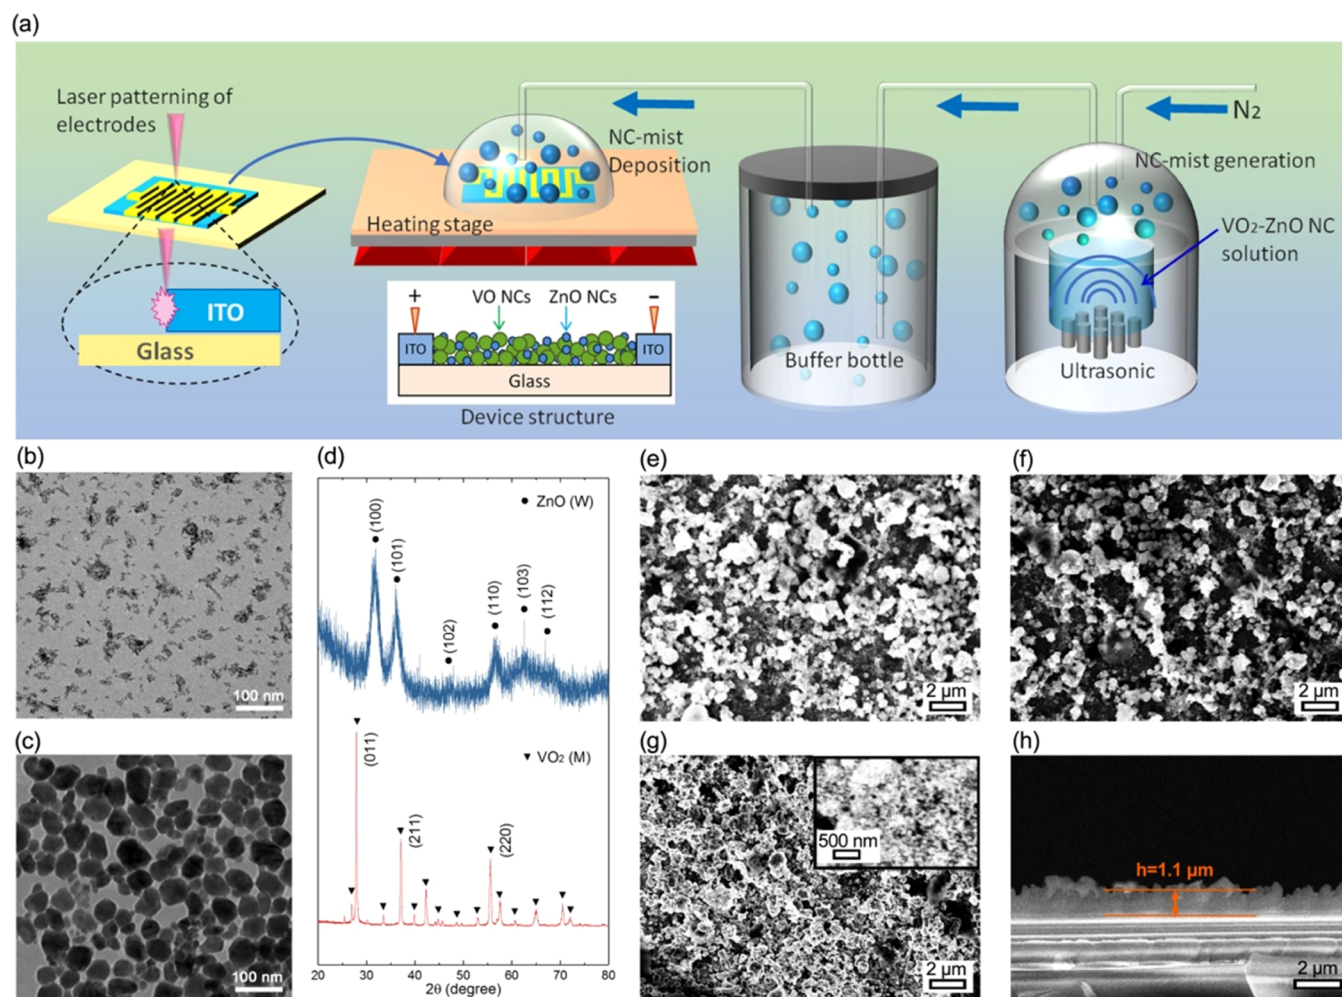 (a)
Laser patterning of
electrodes
NC-mist
Deposition
N2
NC-mist generation
VO2-ZnO NC
solution
Heating stage
ITO
Glass
+
VO NCs
ZnO NCs
–
ITO
ITO
Glass
Device structure
Buffer bottle
Ultrasonic
(b)
100 nm
(c)
100 nm
(d)
ZnO (W)
(100)
(101)
(102)
(110)
(103)
(112)
VO2 (M)
(011)
(211)
(220)
20 30 40 50 60 70 80
2θ (degree)
(e)
2 µm
(f)
2 µm
(g)
500 nm
2 µm
(h)
h=1.1 µm
2 µm